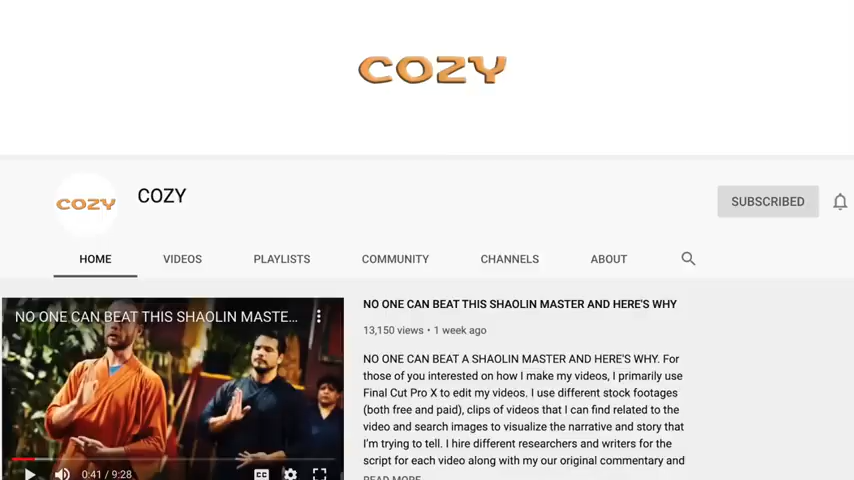 COZY
COZY
COZY
SUBSCRIBED
HOME VIDEOS PLAYLISTS COMMUNITY CHANNELS ABOUT
NO ONE CAN BEAT THIS SHAOLIN MASTE...
0:41 / 9:28
CC
NO ONE CAN BEAT THIS SHAOLIN MASTER AND HERE'S WHY
13,150 views • 1 week ago
NO ONE CAN BEAT A SHAOLIN MASTER AND HERE'S WHY. For
those of you interested on how I make my videos, I primarily use
Final Cut Pro X to edit my videos. I use different stock footages
(both free and paid), clips of videos that I can find related to the
video and search images to visualize the narrative and story that
I'm trying to tell. I hire different researchers and writers for the
script for each video along with my our original commentary and
READ MORE